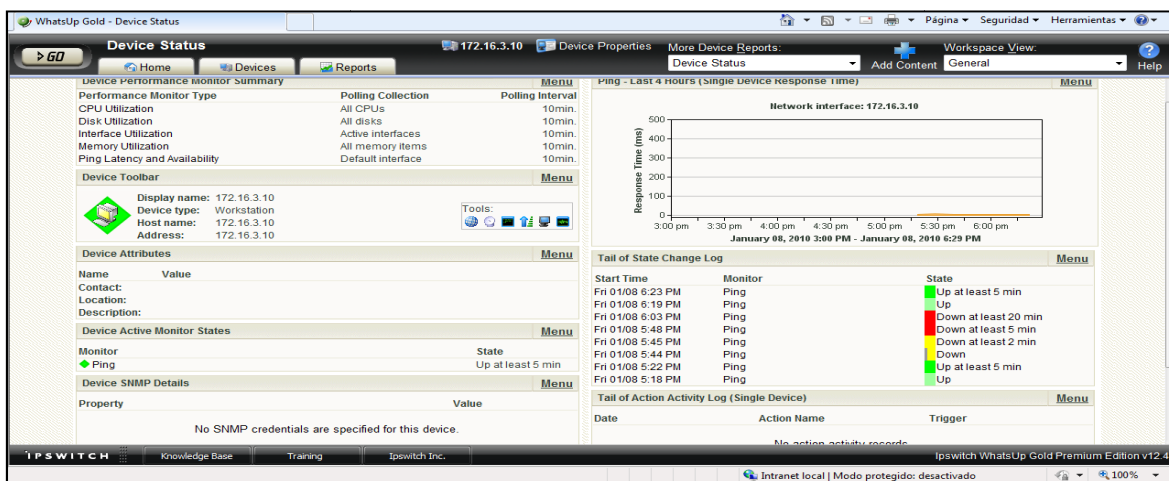 WhatsUp Gold - Device Status
Página Seguridad Herramientas
GO
Device Status
172.16.3.10 Device Properties
More Device Reports:
Device Status
Add Content
Workspace View:
General
Help
Home Devices Reports
Device Performance Monitor Summary Menu
Performance Monitor Type Polling Collection Polling Interval
CPU Utilization All CPUs 10min.
Disk Utilization All disks 10min.
Interface Utilization Active interfaces 10min.
Memory Utilization All memory items 10min.
Ping Latency and Availability Default interface 10min.
Device Toolbar Menu
Display name: 172.16.3.10
Device type: Workstation
Host name: 172.16.3.10
Address: 172.16.3.10
Tools:
Device Attributes Menu
Name Value
Contact:
Location:
Description:
Device Active Monitor States Menu
Monitor State
Ping Up at least 5 min
Device SNMP Details Menu
Property Value
No SNMP credentials are specified for this device.
Ping - Last 4 Hours (Single Device Response Time) Menu
Network interface: 172.16.3.10
Response Time (ms)
500
400
300
200
100
0
3:00 pm 3:30 pm 4:00 pm 4:30 pm 5:00 pm 5:30 pm 6:00 pm
January 08, 2010 3:00 PM - January 08, 2010 6:29 PM
Tail of State Change Log Menu
Start Time Monitor State
Fri 01/08 6:23 PM Ping Up at least 5 min
Fri 01/08 6:19 PM Ping Up
Fri 01/08 6:03 PM Ping Down at least 20 min
Fri 01/08 5:48 PM Ping Down at least 5 min
Fri 01/08 5:45 PM Ping Down at least 2 min
Fri 01/08 5:44 PM Ping Down
Fri 01/08 5:22 PM Ping Up at least 5 min
Fri 01/08 5:18 PM Ping Up
Tail of Action Activity Log (Single Device) Menu
Date Action Name Trigger
No action activity records
IPSWITCH Knowledge Base Training Ipswitch Inc. Ipswitch WhatsUp Gold Premium Edition v12.4
Intranet local | Modo protegido: desactivado 100%